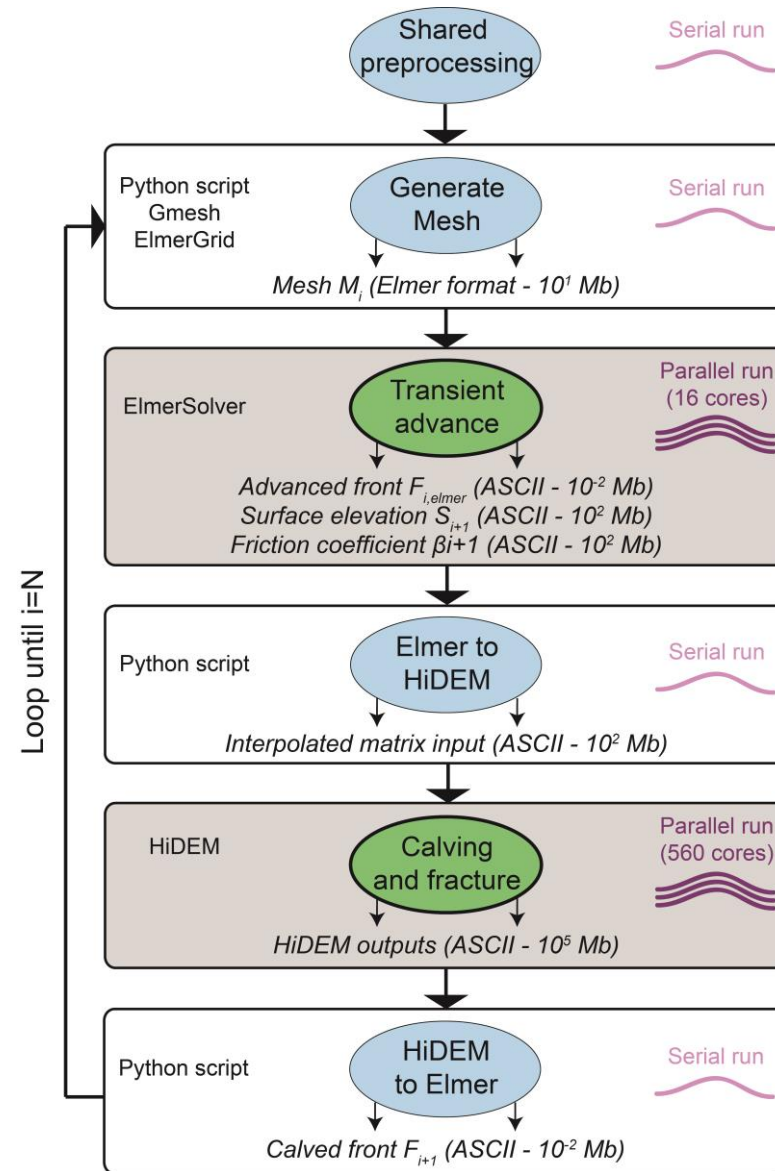 Shared
preprocessing
Serial run
Python script
Gmesh
ElmerGrid
Generate
Mesh
Serial run
Mesh Mᵢ (Elmer format - 10¹ Mb)
ElmerSolver
Transient
advance
Parallel run
(16 cores)
Advanced front F_{i,elmer} (ASCII - 10⁻² Mb)
Surface elevation S_{i+1} (ASCII - 10² Mb)
Friction coefficient βi+1 (ASCII - 10² Mb)
Python script
Elmer to
HiDEM
Serial run
Interpolated matrix input (ASCII - 10² Mb)
HiDEM
Calving
and fracture
Parallel run
(560 cores)
HiDEM outputs (ASCII - 10⁵ Mb)
Python script
HiDEM
to Elmer
Serial run
Calved front F_{i+1} (ASCII - 10⁻² Mb)
Loop until i=N